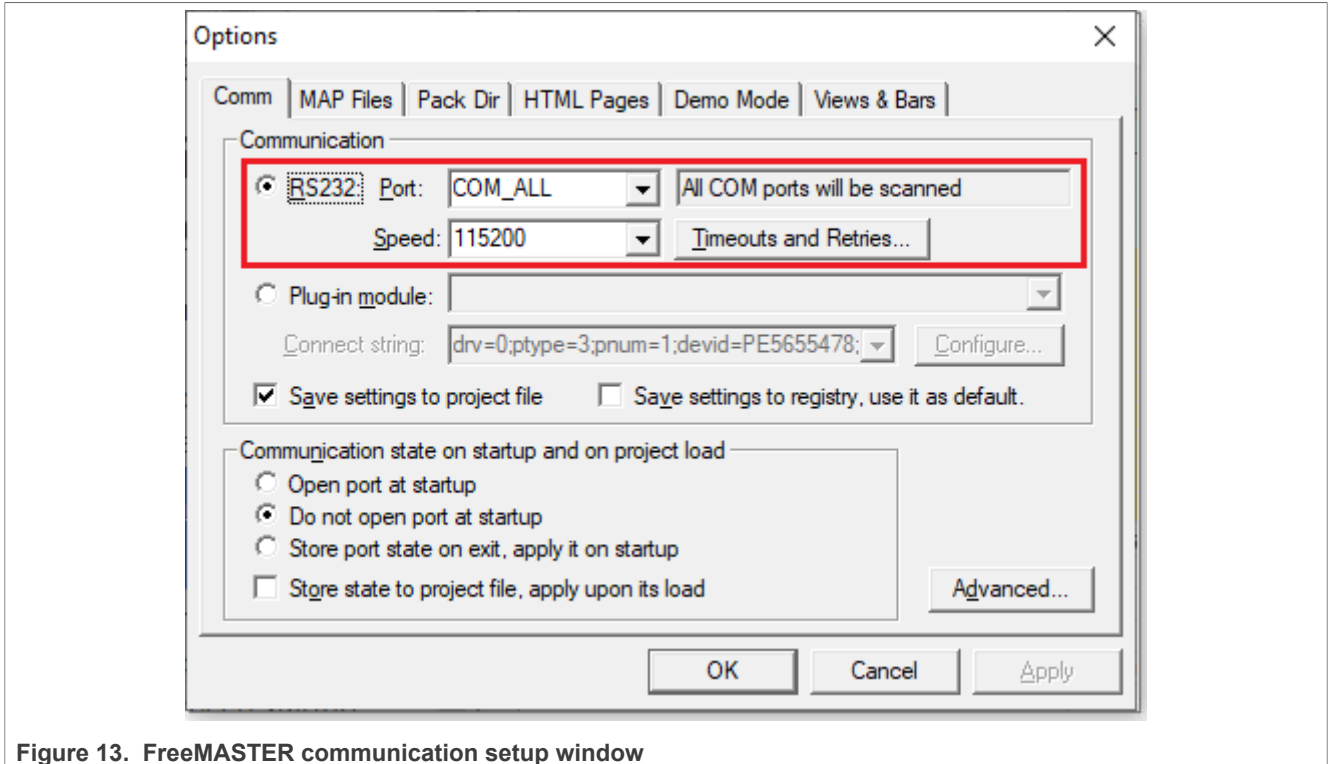 Options
Comm MAP Files Pack Dir HTML Pages Demo Mode Views & Bars
Communication
RS232: Port: COM_ALL All COM ports will be scanned
Speed: 115200 Timeouts and Retries...
Plug-in module:
Connect string: drv=0;ptype=3;pnum=1;devid=PE5655478; Configure...
Save settings to project file Save settings to registry, use it as default.
Communication state on startup and on project load
Open port at startup
Do not open port at startup
Store port state on exit, apply it on startup
Store state to project file, apply upon its load Advanced...
OK Cancel Apply
Figure 13. FreeMASTER communication setup window